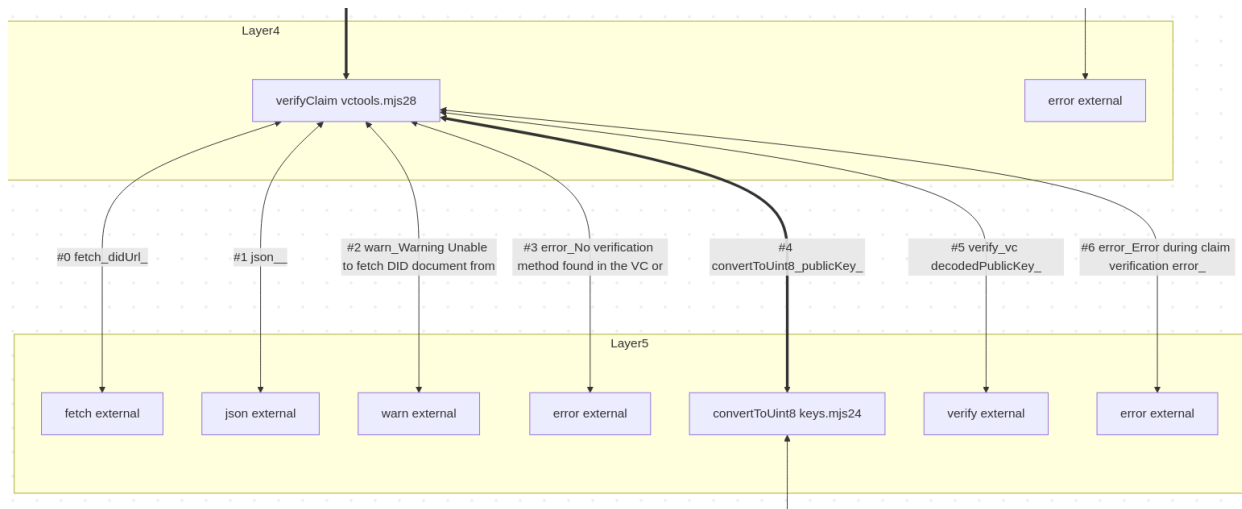 Layer4
verifyClaim vctools.mjs28
error external
#0 fetch_didUrl_
#1 json__
#2 warn_Warning Unable
to fetch DID document from
#3 error_No verification
method found in the VC or
#4
convertToUint8_publicKey_
#5 verify_vc
decodedPublicKey_
#6 error_Error during claim
verification error_
Layer5
fetch external
json external
warn external
error external
convertToUint8 keys.mjs24
verify external
error external